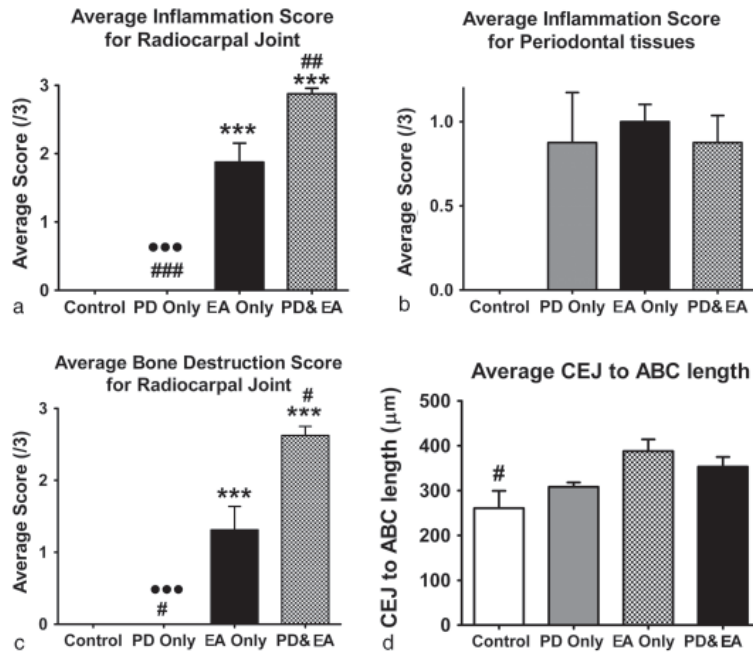 Average Inflammation Score
for Radiocarpal Joint
##
***
***
●●●
###
Average Score (/3)
3
2
1
0
Control PD Only EA Only PD& EA
a
Average Inflammation Score
for Periodontal tissues
Average Score (/3)
1.0
0.5
0.0
Control PD Only EA Only PD& EA
b
Average Bone Destruction Score
for Radiocarpal Joint
#
***
***
●●●
#
Average Score (/3)
3
2
1
0
Control PD Only EA Only PD& EA
c
Average CEJ to ABC length
#
CEJ to ABC length (μm)
500
400
300
200
100
0
Control PD Only EA Only PD& EA
d